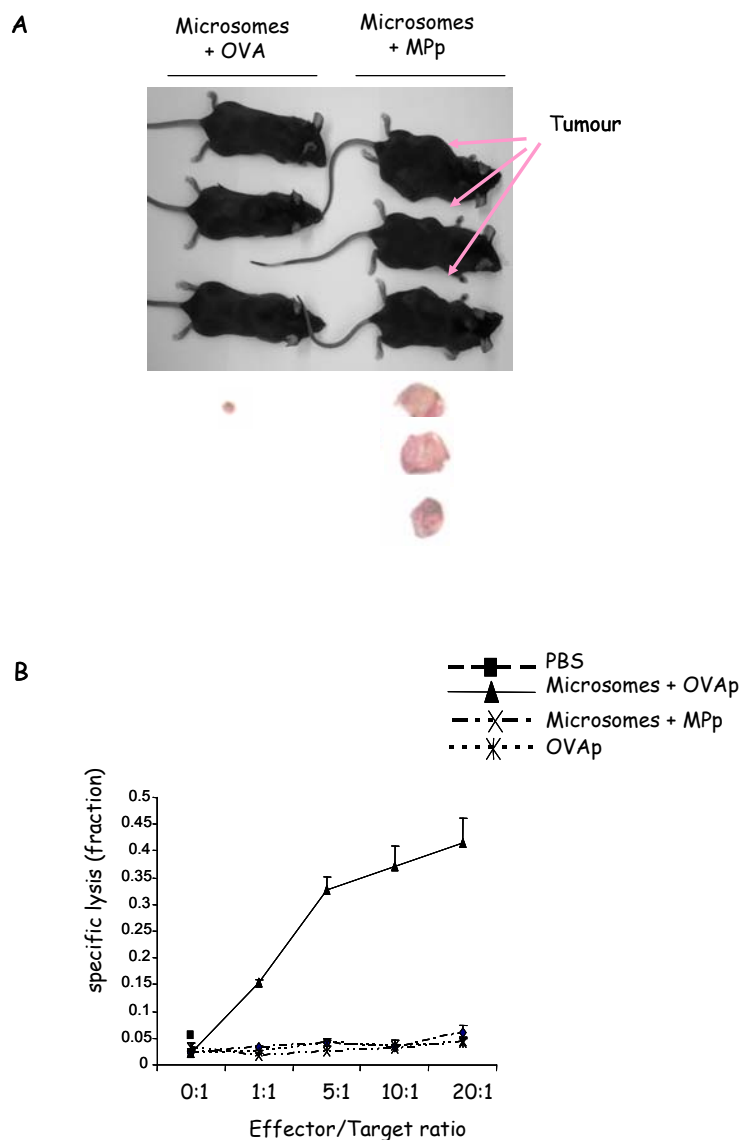 A
Microsomes
+ OVA
Microsomes
+ MPp
Tumour
B
PBS
Microsomes + OVAp
Microsomes + MPp
OVAp
specific lysis (fraction)
0.5
0.45
0.4
0.35
0.3
0.25
0.2
0.15
0.1
0.05
0
0:1 1:1 5:1 10:1 20:1
Effector/Target ratio